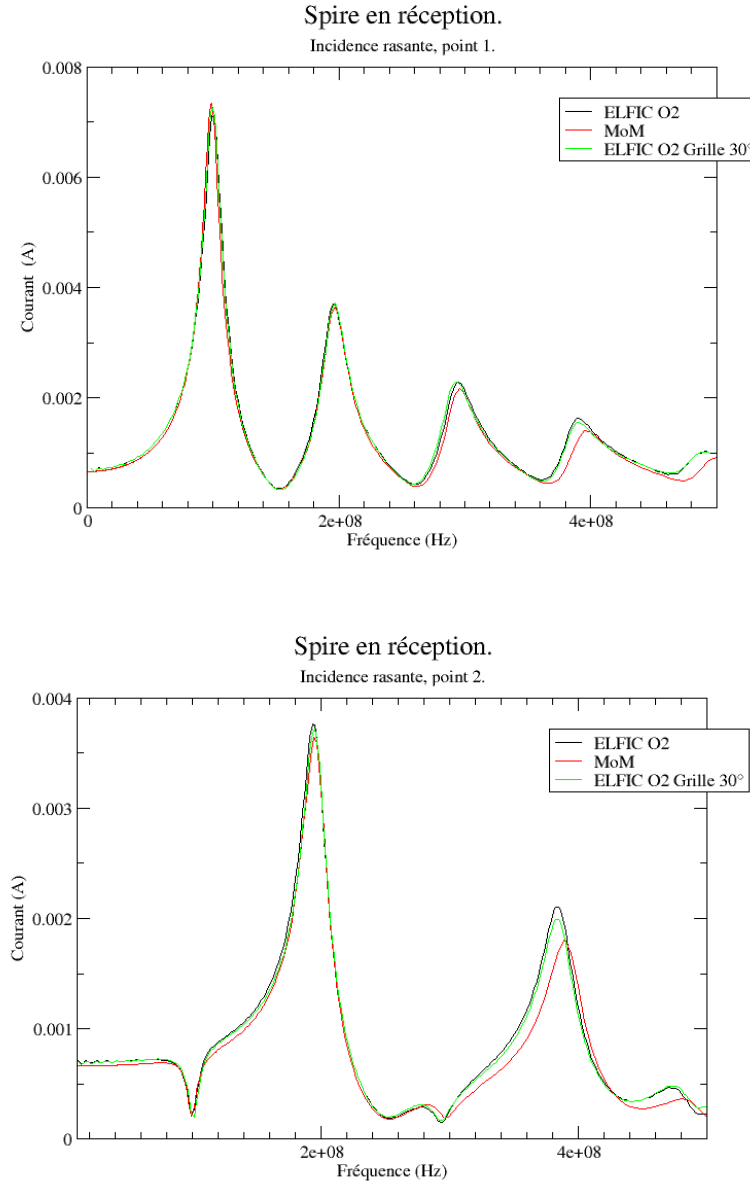 Spire en réception.
Incidence rasante, point 1.
0.008
0.006
0.004
0.002
0
Courant (A)
ELFIC O2
MoM
ELFIC O2 Grille 30°
0
2e+08
4e+08
Fréquence (Hz)
Spire en réception.
Incidence rasante, point 2.
0.004
0.003
0.002
0.001
0
Courant (A)
ELFIC O2
MoM
ELFIC O2 Grille 30°
2e+08
4e+08
Fréquence (Hz)